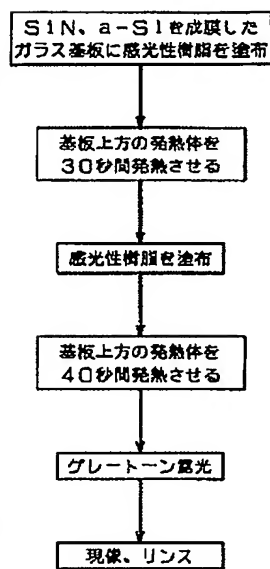 SiN、a-Siを成膜した
ガラス基板に感光性樹脂を塗布
基板上方の発熱体を
30秒間発熱させる
感光性樹脂を塗布
基板上方の発熱体を
40秒間発熱させる
グレートーン露光
現像、リンス